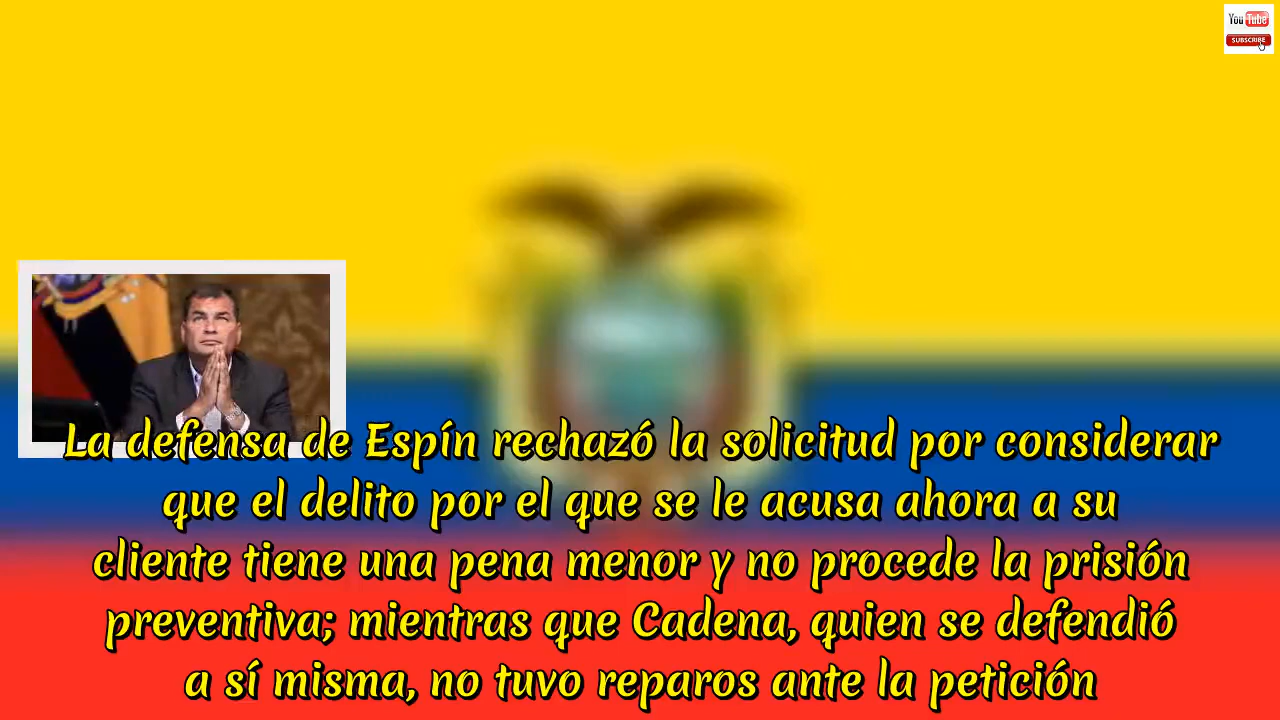 You Tube
SUBSCRIBE
La defensa de Espín rechazó la solicitud por considerar
que el delito por el que se le acusa ahora a su
cliente tiene una pena menor y no procede la prisión
preventiva; mientras que Cadena, quien se defendió
a sí misma, no tuvo reparos ante la petición